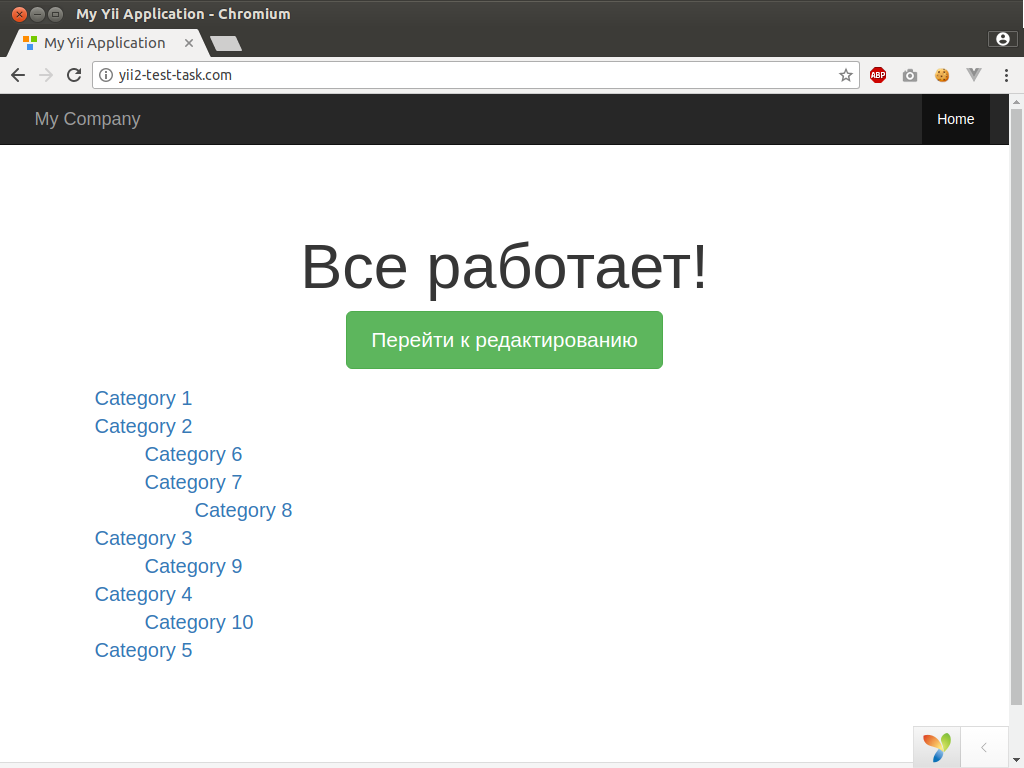 My Yii Application - Chromium
My Yii Application
yii2-test-task.com
ABP
My Company
Home
Все работает!
Перейти к редактированию
Category 1
Category 2
Category 6
Category 7
Category 8
Category 3
Category 9
Category 4
Category 10
Category 5